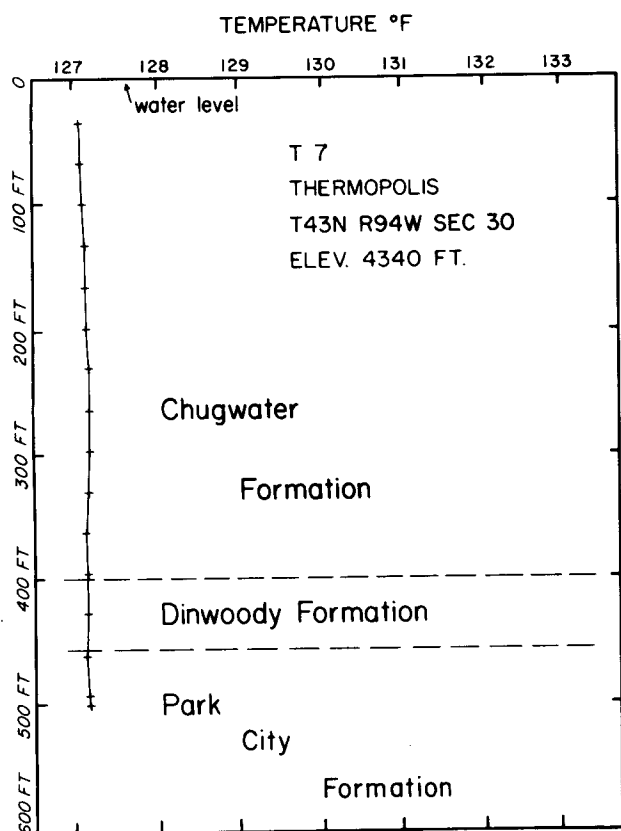 TEMPERATURE °F
127 128 129 130 131 132 133
0
water level
T 7
THERMOPOLIS
T43N R94W SEC 30
ELEV. 4340 FT.
100 FT
200 FT
Chugwater
300 FT
Formation
400 FT
Dinwoody Formation
500 FT
Park
City
Formation
600 FT